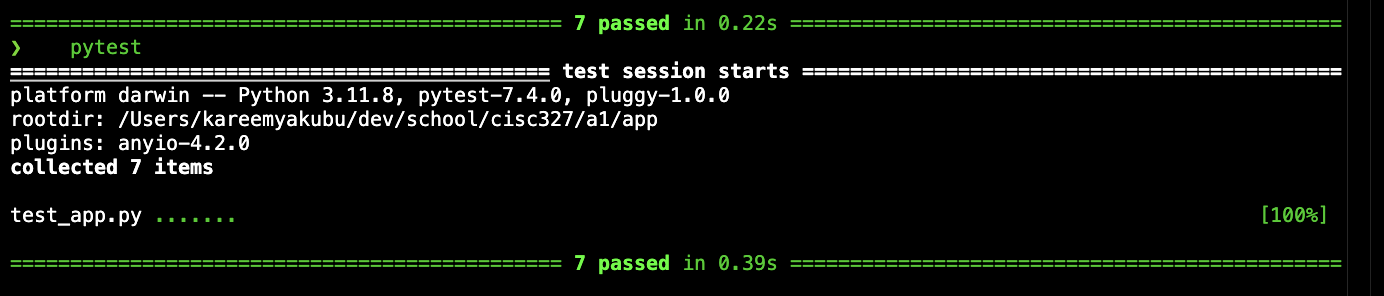 ============================================== 7 passed in 0.22s ==============================================
❯    pytest
============================================= test session starts =============================================
platform darwin -- Python 3.11.8, pytest-7.4.0, pluggy-1.0.0
rootdir: /Users/kareemyakubu/dev/school/cisc327/a1/app
plugins: anyio-4.2.0
collected 7 items
test_app.py ....... [100%]
============================================== 7 passed in 0.39s ==============================================